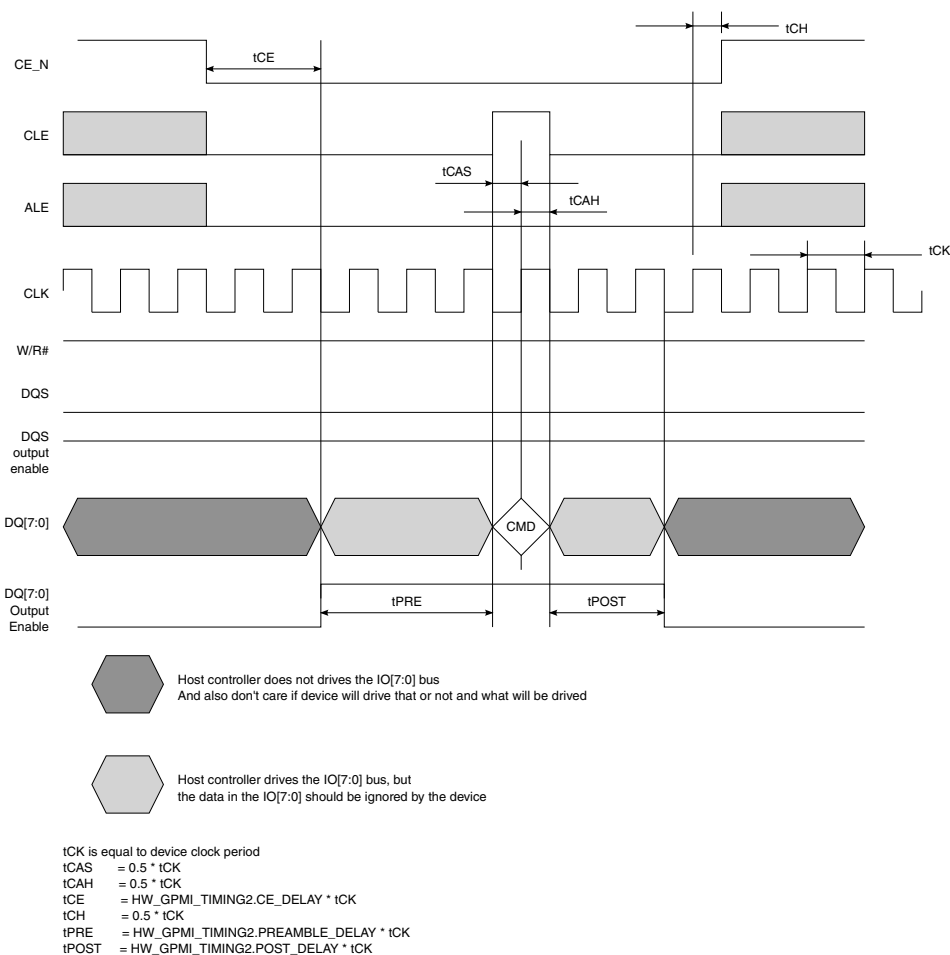 tCH
CE_N
tCE
CLE
tCAS
tCAH
ALE
tCK
CLK
W/R#
DQS
DQS
output
enable
DQ[7:0]
CMD
DQ[7:0]
Output
Enable
tPRE
tPOST
Host controller does not drives the IO[7:0] bus
And also don't care if device will drive that or not and what will be drived
Host controller drives the IO[7:0] bus, but
the data in the IO[7:0] should be ignored by the device
tCK is equal to device clock period
tCAS = 0.5 * tCK
tCAH = 0.5 * tCK
tCE = HW_GPMI_TIMING2.CE_DELAY * tCK
tCH = 0.5 * tCK
tPRE = HW_GPMI_TIMING2.PREAMBLE_DELAY * tCK
tPOST = HW_GPMI_TIMING2.POST_DELAY * tCK